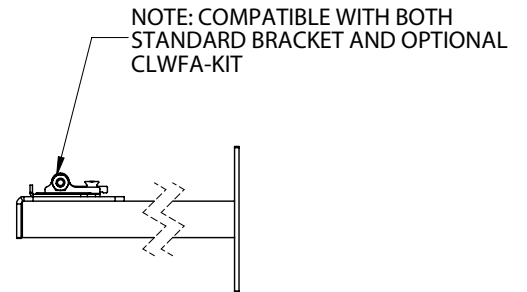 NOTE: COMPATIBLE WITH BOTH
STANDARD BRACKET AND OPTIONAL
CLWFA-KIT